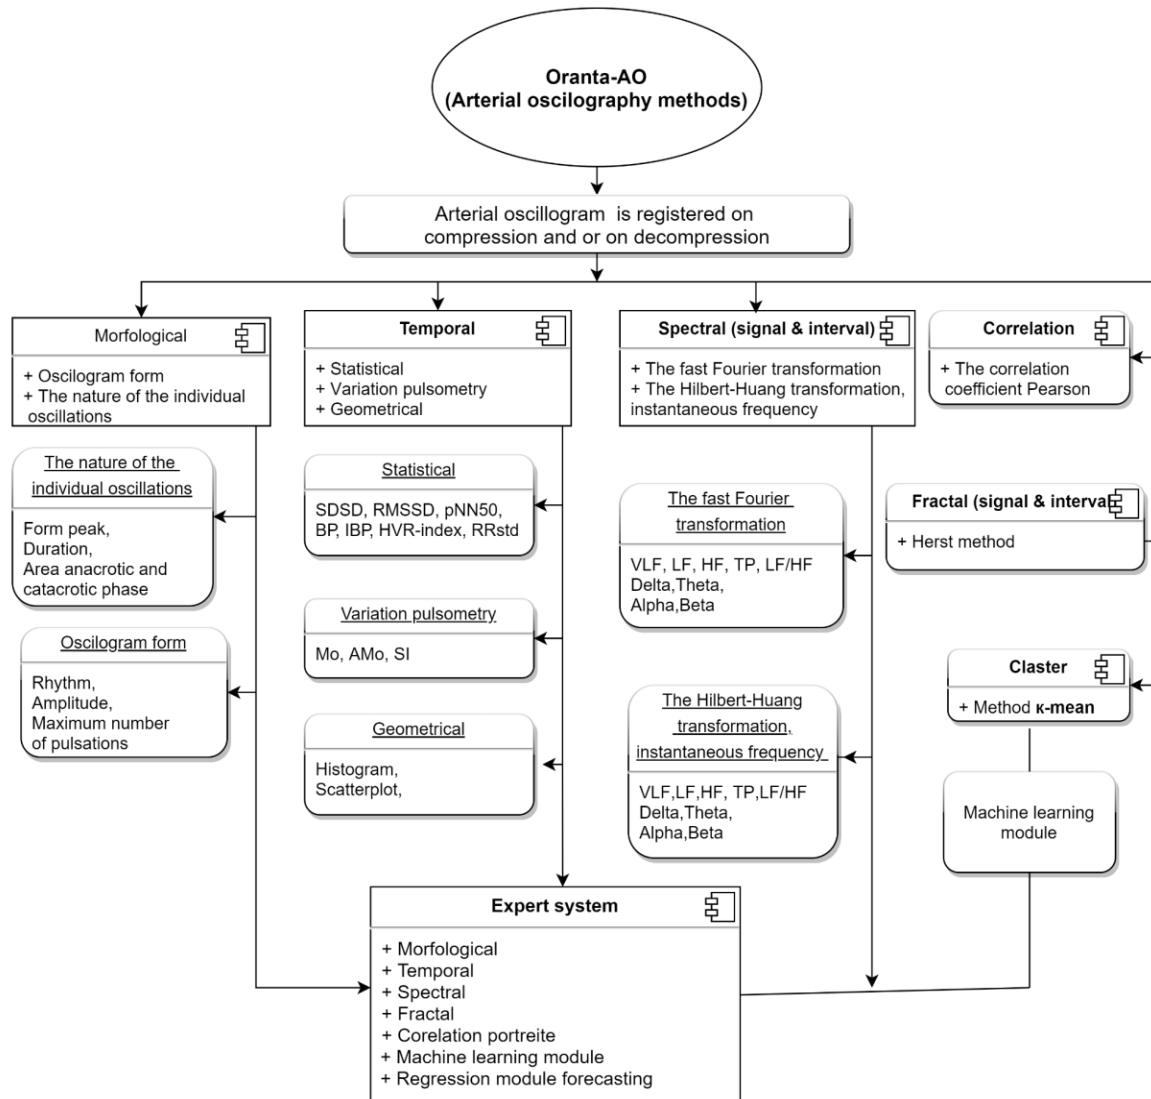 Oranta-AO
(Arterial oscilography methods)
Arterial oscillogram is registered on
compression and or on decompression
Morfological
+ Oscilogram form
+ The nature of the individual
oscillations
The nature of the
individual oscillations
Form peak,
Duration,
Area anacrotic and
catacrotic phase
Oscilogram form
Rhythm,
Amplitude,
Maximum number
of pulsations
Temporal
+ Statistical
+ Variation pulsometry
+ Geometrical
Statistical
SDSD, RMSSD, pNN50,
BP, IBP, HVR-index, RRstd
Variation pulsometry
Mo, AMo, SI
Geometrical
Histogram,
Scatterplot,
Spectral (signal & interval)
+ The fast Fourier transformation
+ The Hilbert-Huang transformation,
instantaneous frequency
The fast Fourier
transformation
VLF, LF, HF, TP, LF/HF
Delta,Theta,
Alpha,Beta
The Hilbert-Huang
transformation,
instantaneous frequency
VLF,LF,HF, TP,LF/HF
Delta,Theta,
Alpha,Beta
Correlation
+ The correlation
coefficient Pearson
Fractal (signal & interval
+ Herst method
Claster
+ Method к-mean
Machine learning
module
Expert system
+ Morfological
+ Temporal
+ Spectral
+ Fractal
+ Corelation portreite
+ Machine learning module
+ Regression module forecasting